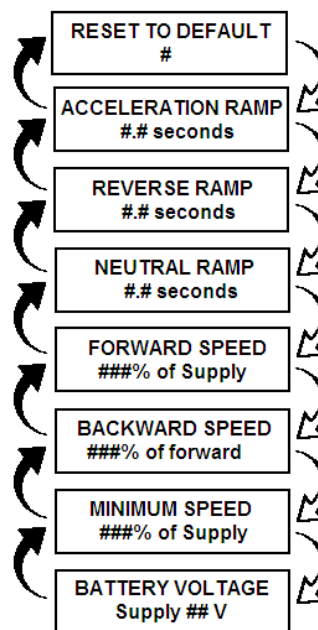 RESET TO DEFAULT
#
ACCELERATION RAMP
#.# seconds
REVERSE RAMP
#.# seconds
NEUTRAL RAMP
#.# seconds
FORWARD SPEED
###% of Supply
BACKWARD SPEED
###% of forward
MINIMUM SPEED
###% of Supply
BATTERY VOLTAGE
Supply ## V